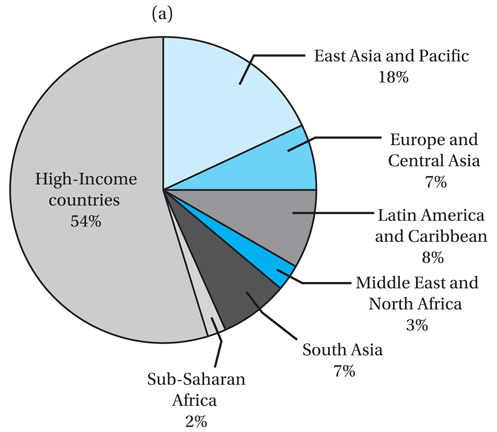 (a)
East Asia and Pacific
18%
Europe and
Central Asia
7%
High-Income
countries
54%
Latin America
and Caribbean
8%
Middle East and
North Africa
3%
South Asia
7%
Sub-Saharan
Africa
2%